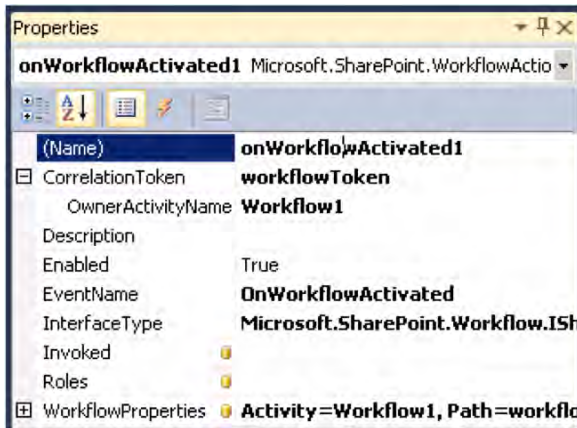 Properties
onWorkflowActivated1 Microsoft.SharePoint.WorkflowActio
(Name) onWorkflowActivated1
CorrelationToken workflowToken
OwnerActivityName Workflow1
Description
Enabled True
EventName OnWorkflowActivated
InterfaceType Microsoft.SharePoint.Workflow.ISh
Invoked
Roles
WorkflowProperties Activity=Workflow1, Path=workflo